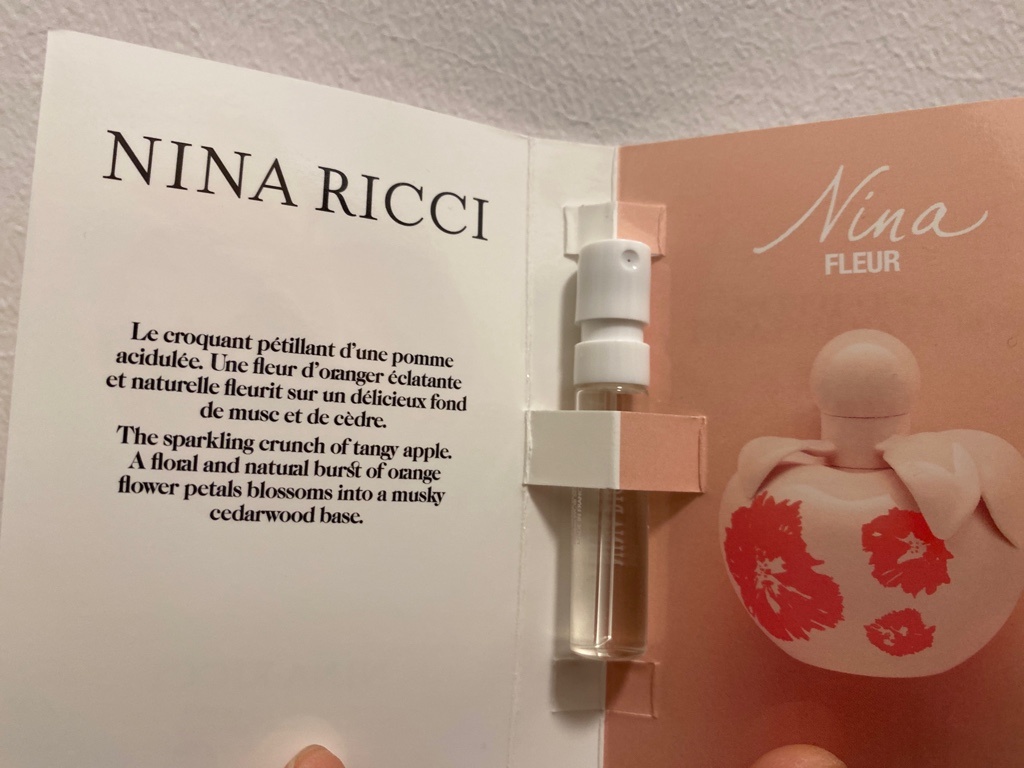 NINA RICCI
Le croquant pétillant d'une pomme
acidulée. Une fleur d'oranger éclatante
et naturelle fleurit sur un délicieux fond
de musc et de cèdre.
The sparkling crunch of tangy apple.
A floral and natural burst of orange
flower petals blossoms into a musky
cedarwood base.
Nina
FLEUR